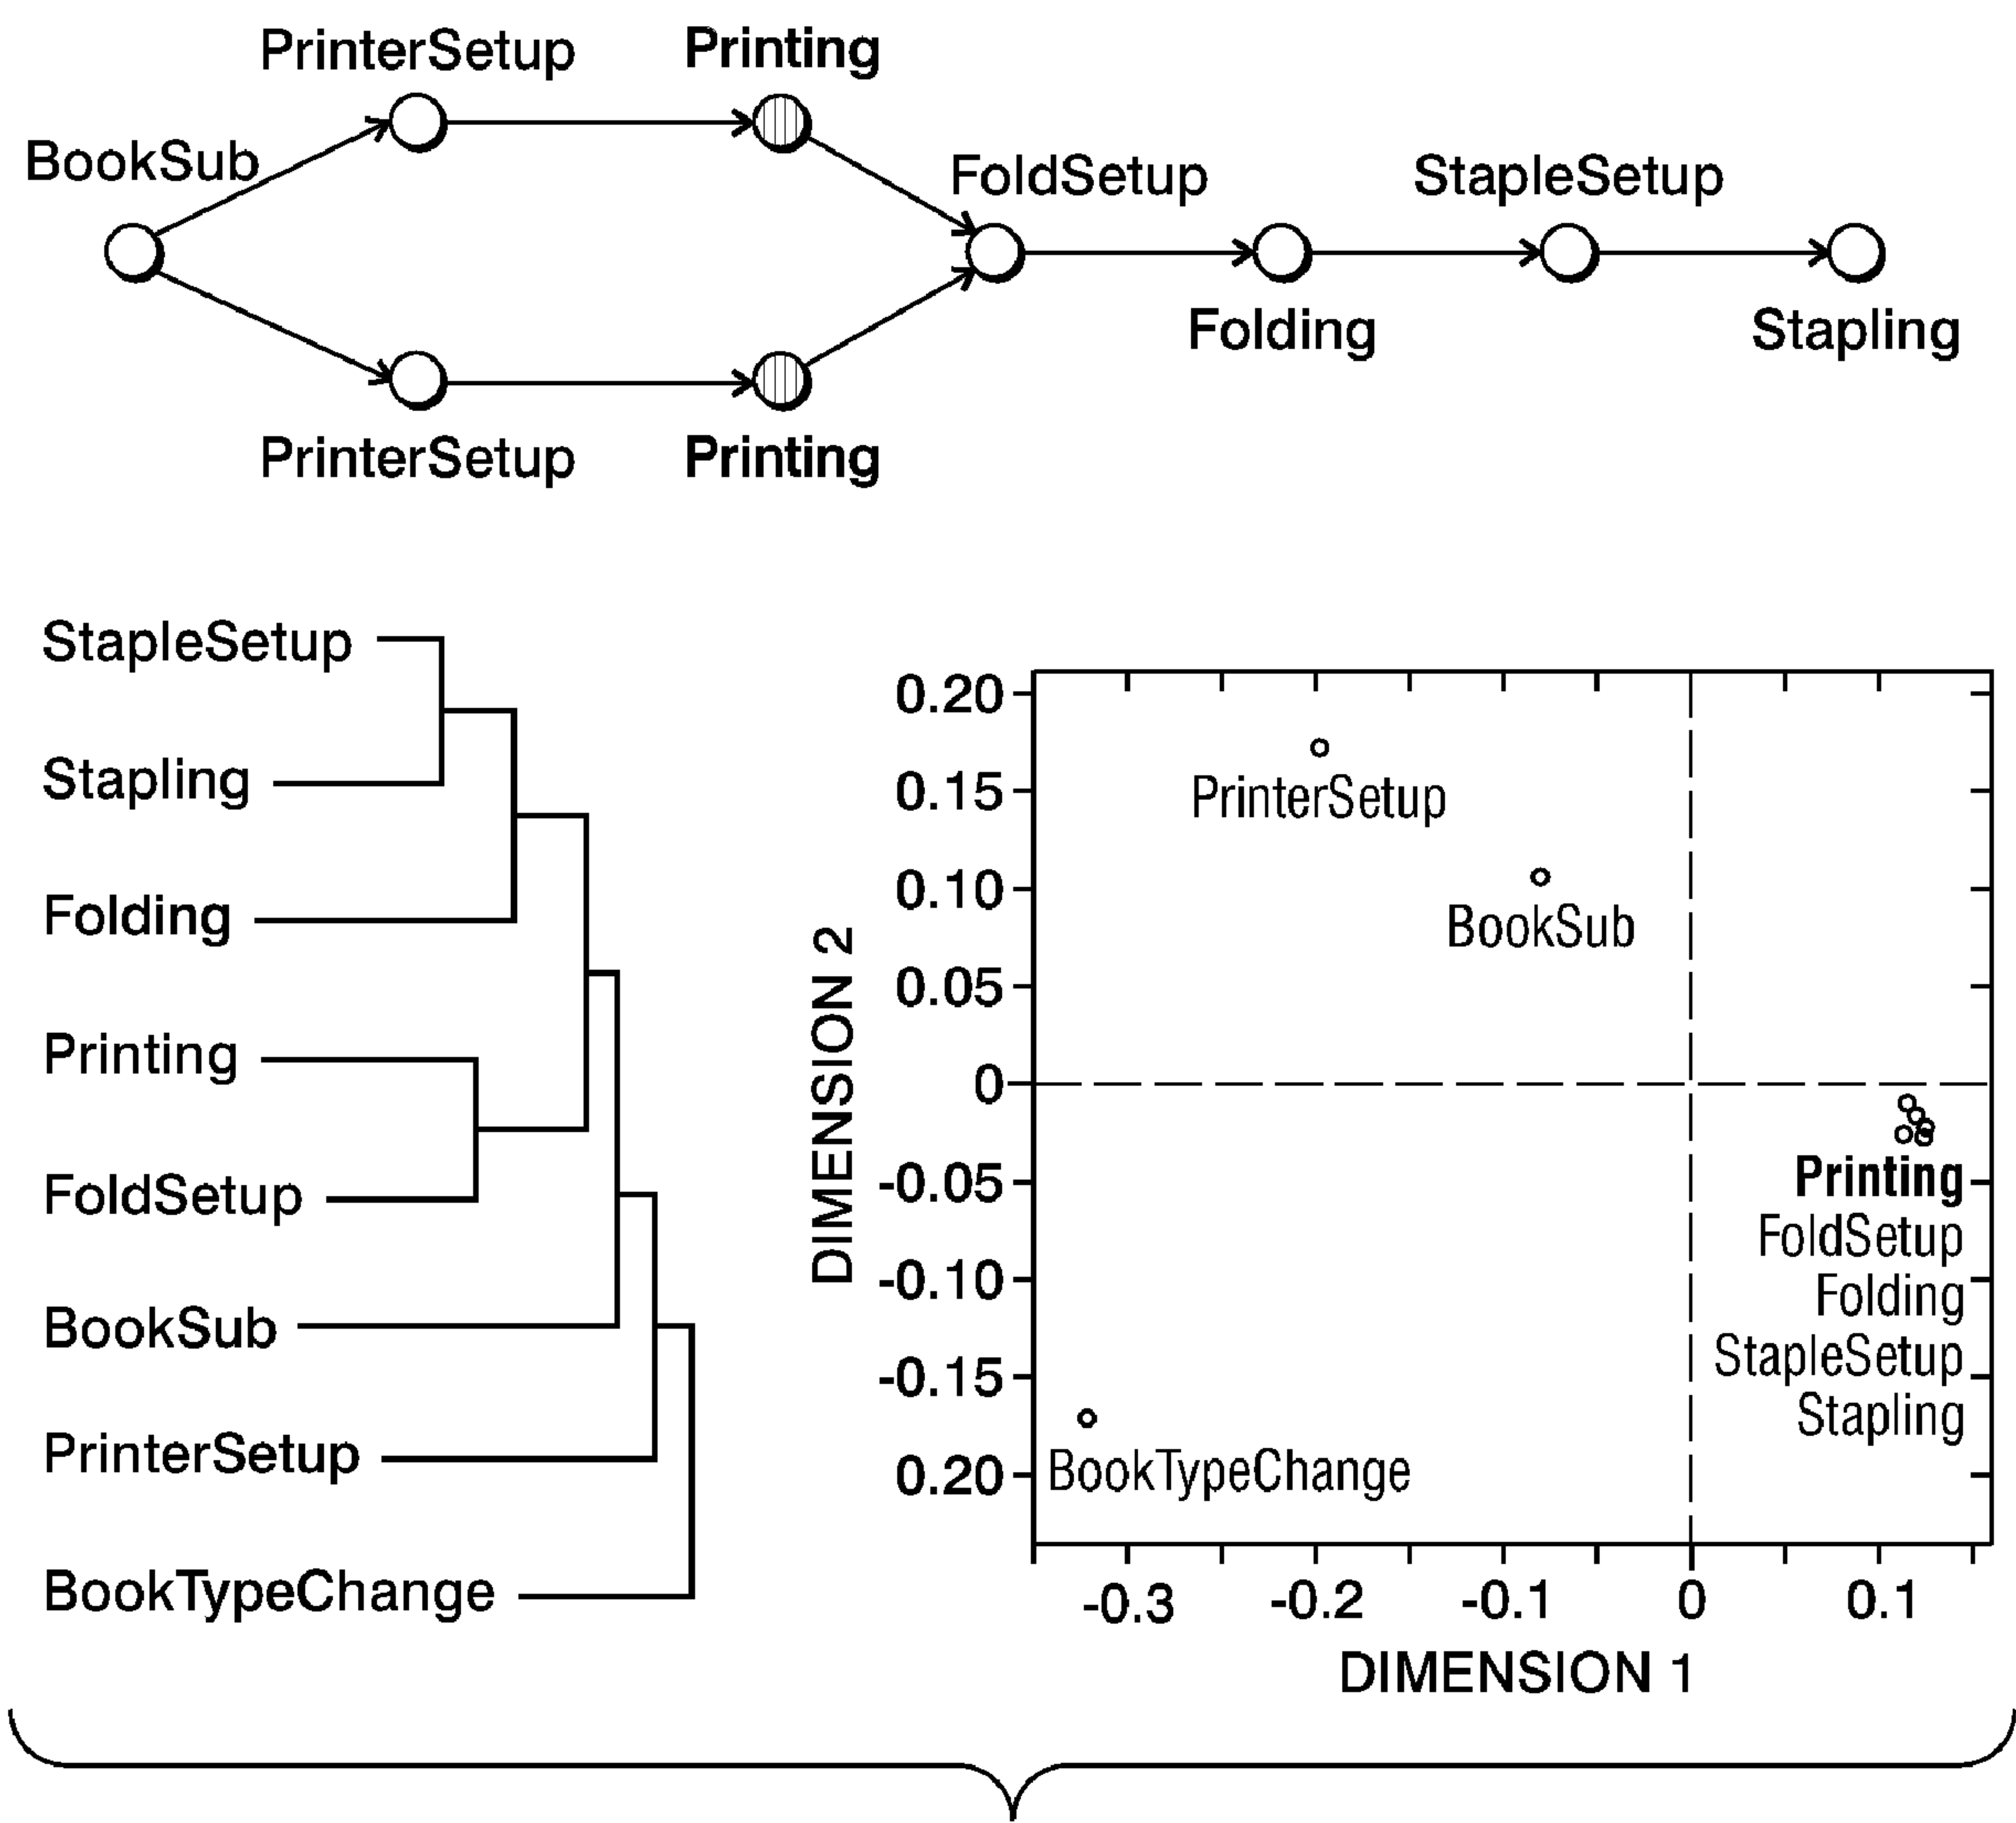 PrinterSetup
Printing
BookSub
FoldSetup
StapleSetup
Folding
Stapling
PrinterSetup
Printing
StapleSetup
Stapling
Folding
Printing
FoldSetup
BookSub
PrinterSetup
BookTypeChange
DIMENSION 2
0.20
0.15
0.10
0.05
0
-0.05
-0.10
-0.15
0.20
PrinterSetup
BookSub
Printing
FoldSetup
Folding
StapleSetup
Stapling
BookTypeChange
-0.3
-0.2
-0.1
0
0.1
DIMENSION 1